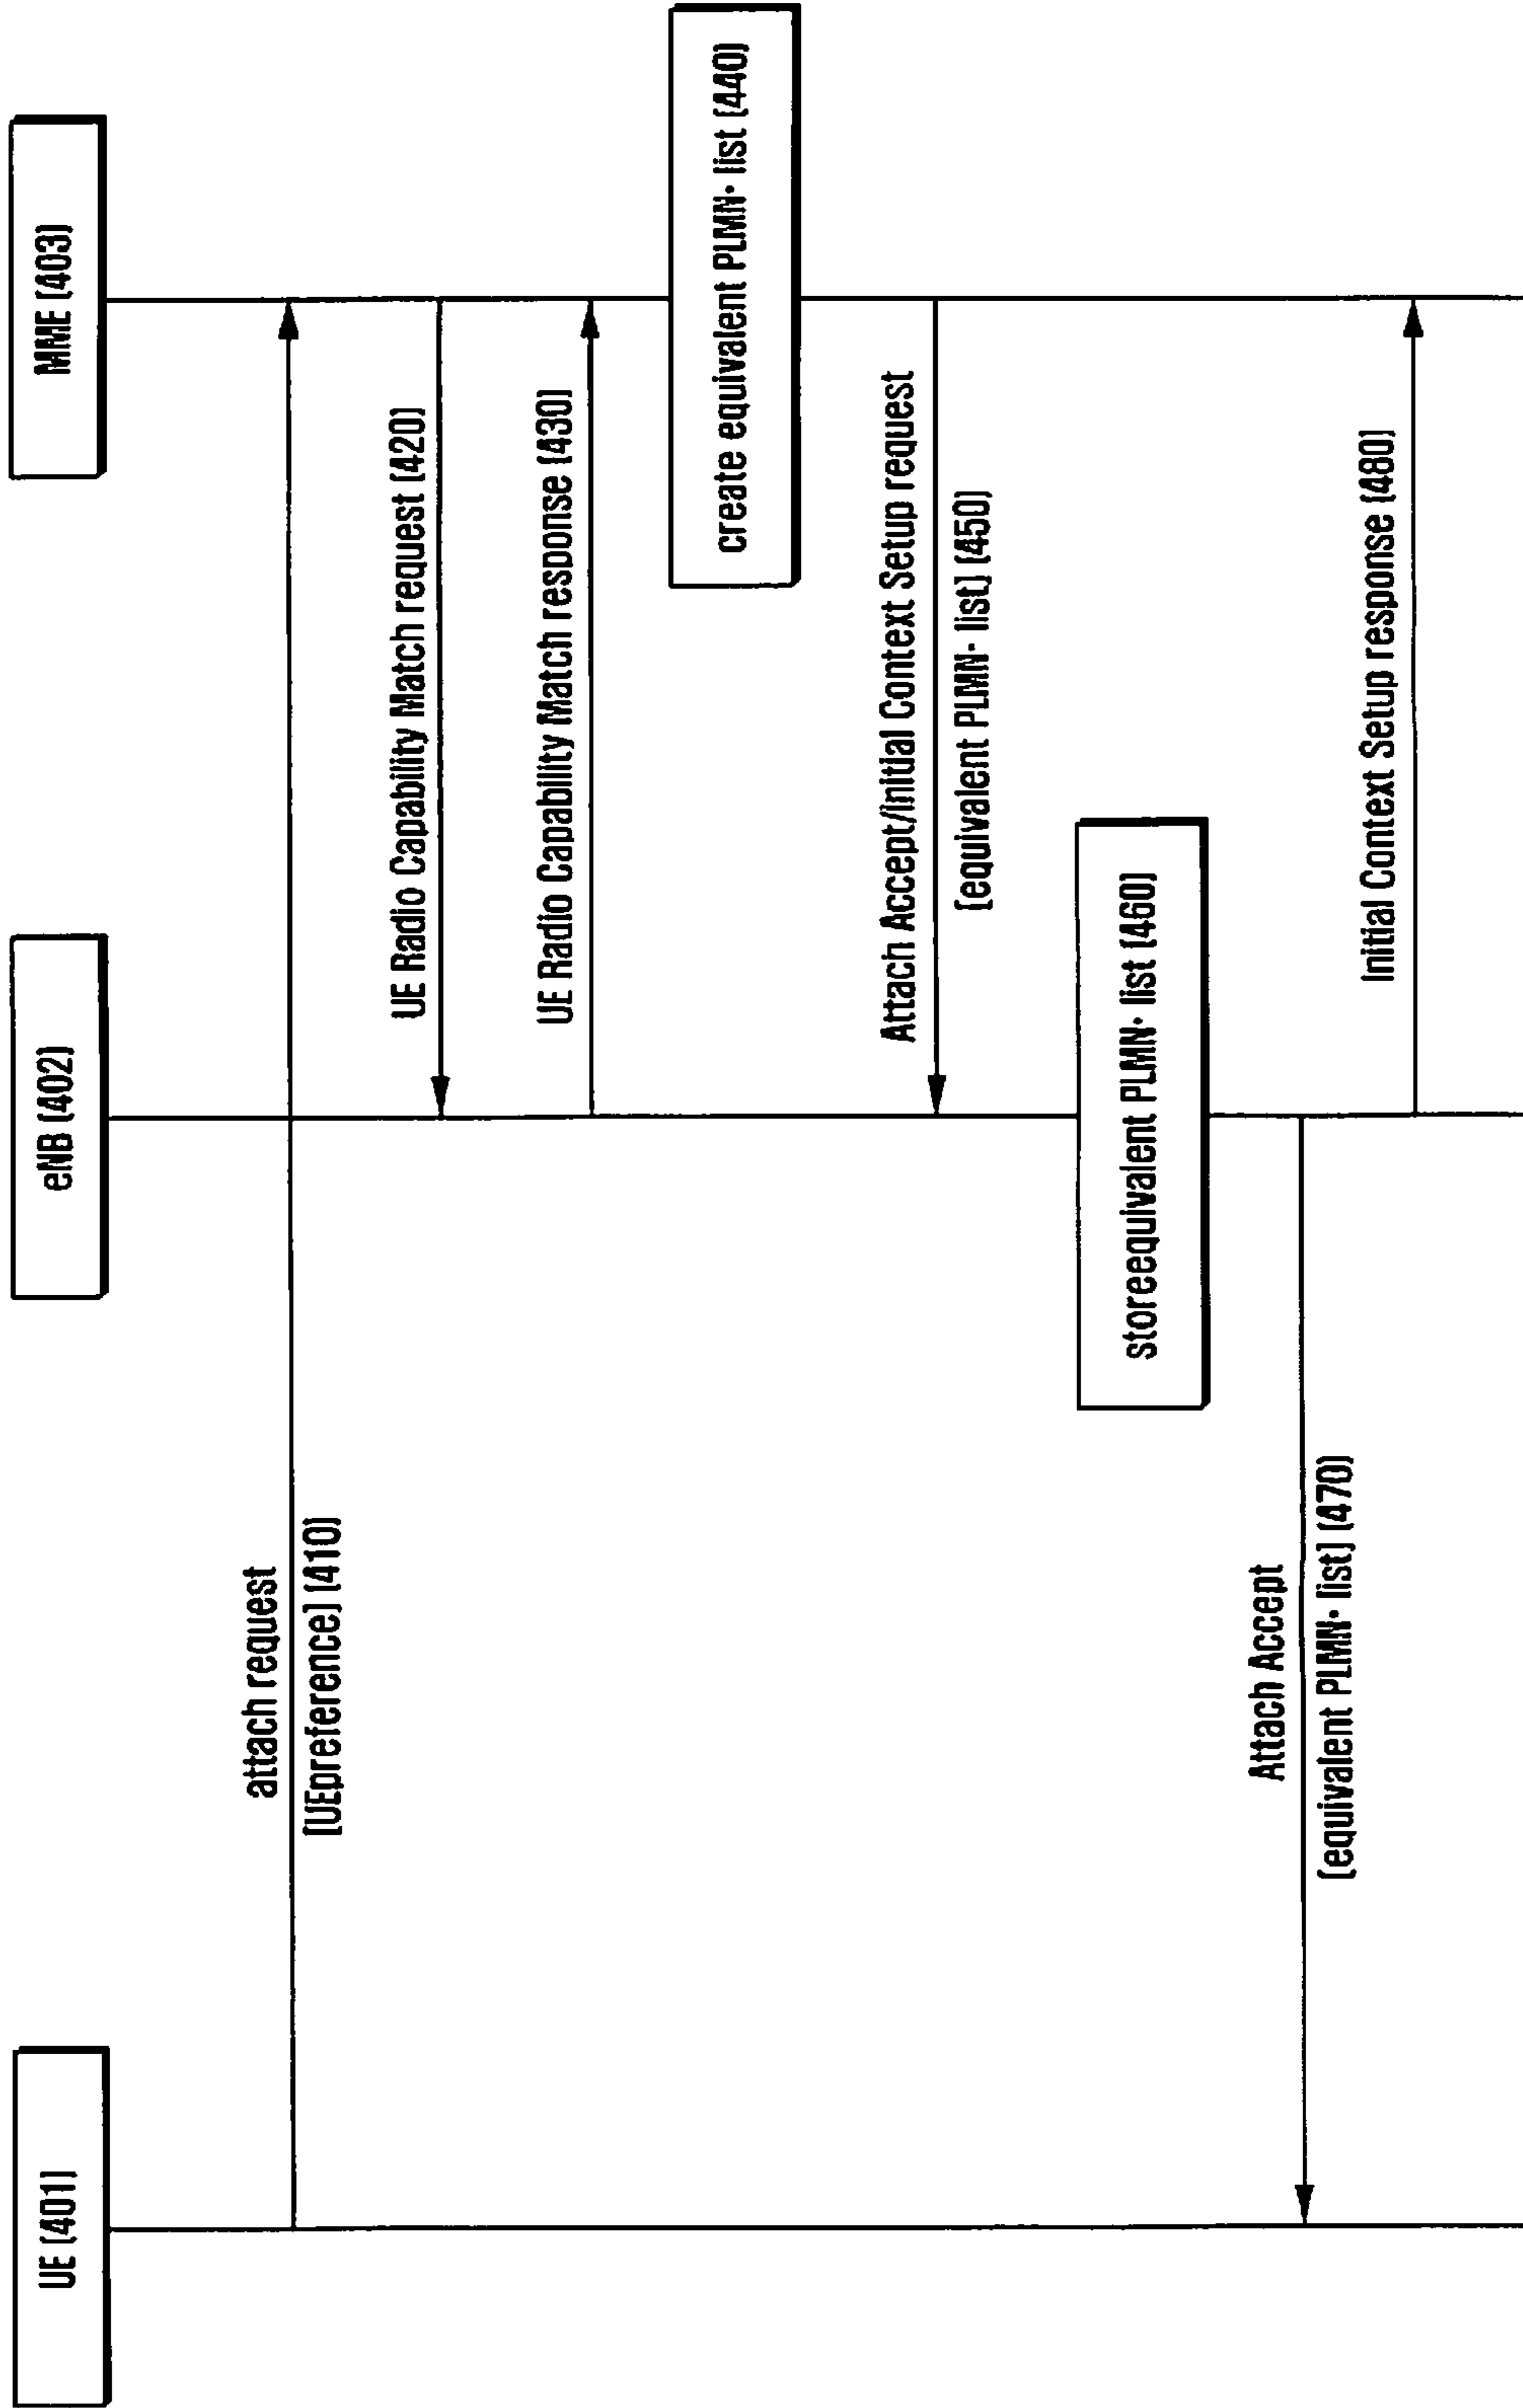 UE (401)
eNB (402)
MME (403)
attach request
[UEpreference] (410)
UE Radio Capability Match request (420)
UE Radio Capability Match response (430)
create equivalent PLMN· list (440)
Attach Accept/Initial Context Setup request
[equivalent PLMN· list] (450)
storeequivalent PLMN· list (460)
Attach Accept
[equivalent PLMN· list] (470)
Initial Context Setup response (480)